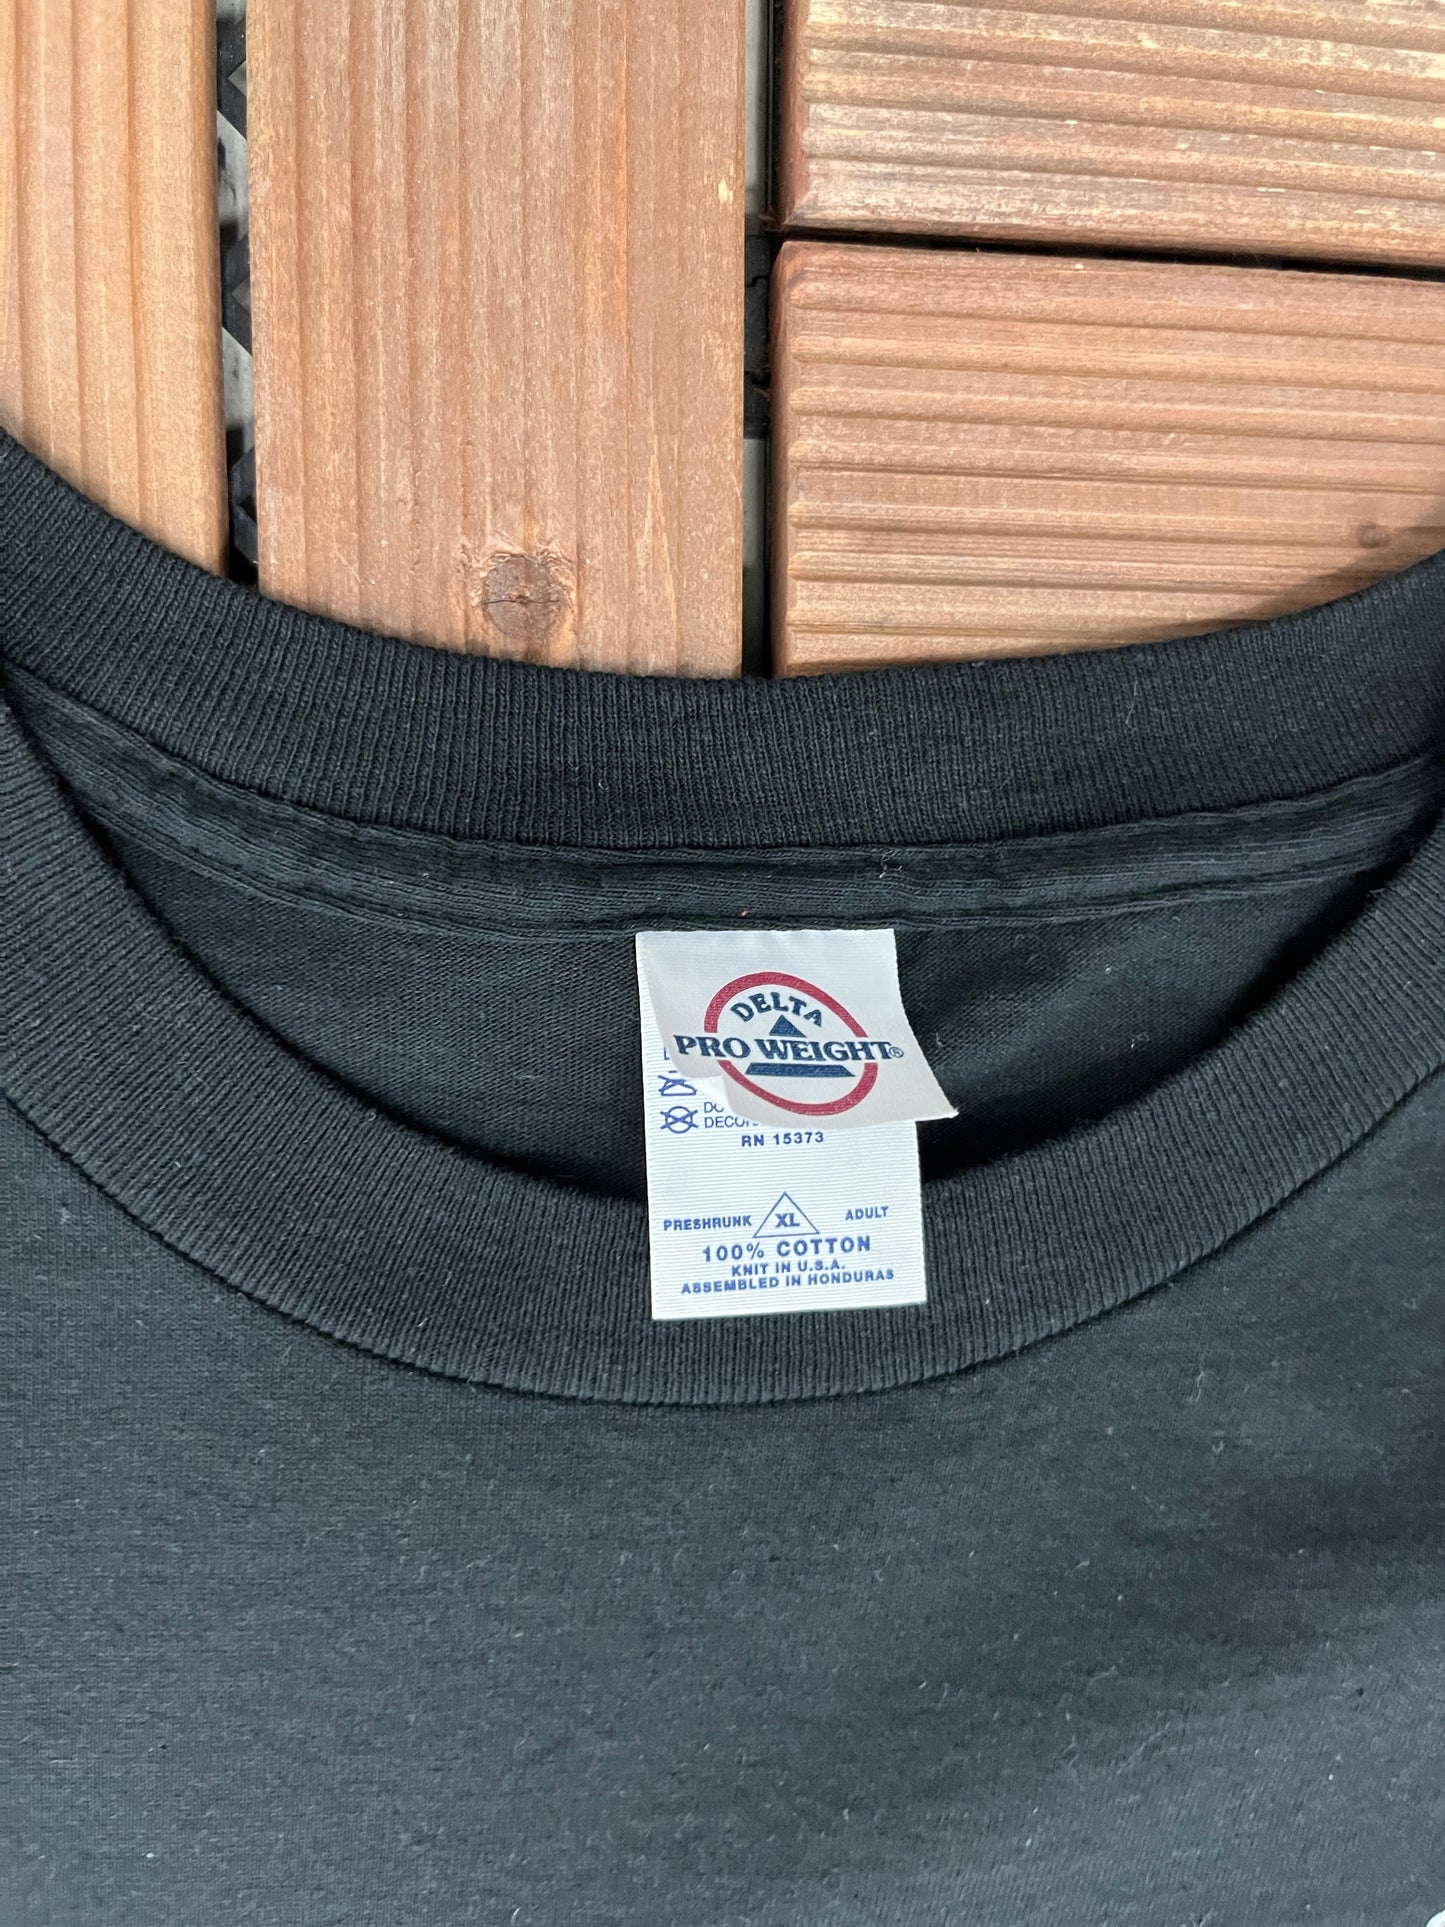 DELTA
PRO WEIGHT®
RN 15373
PRESHRUNK XL ADULT
100% COTTON
KNIT IN U.S.A.
ASSEMBLED IN HONDURAS